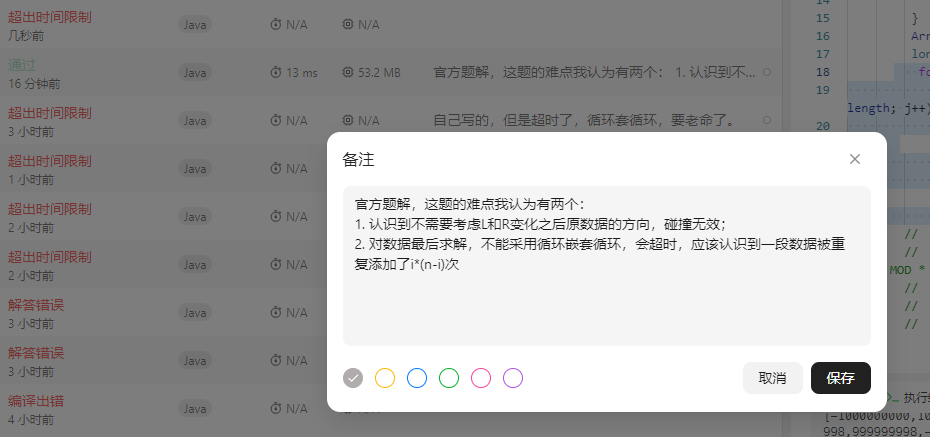 超出时间限制
几秒前
Java
N/A
N/A
通过
16 分钟前
Java
13 ms
53.2 MB
官方题解，这题的难点我认为有两个： 1. 认识到不...
超出时间限制
3 小时前
Java
N/A
N/A
自己写的，但是超时了，循环套循环，要老命了。
超出时间限制
1 小时前
Java
N/A
超出时间限制
2 小时前
Java
N/A
超出时间限制
2 小时前
Java
N/A
解答错误
3 小时前
Java
N/A
解答错误
3 小时前
Java
N/A
编译出错
4 小时前
Java
N/A
备注
官方题解，这题的难点我认为有两个：
1. 认识到不需要考虑L和R变化之后原数据的方向，碰撞无效；
2. 对数据最后求解，不能采用循环嵌套循环，会超时，应该认识到一段数据被重
复添加了i*(n-i)次
取消
保存
14
15 }
16 Arr
17 lon
18 fo
19
length; j++)
20
//
//
MOD *
//
//
//
[-1000000000,10
998,999999998,-